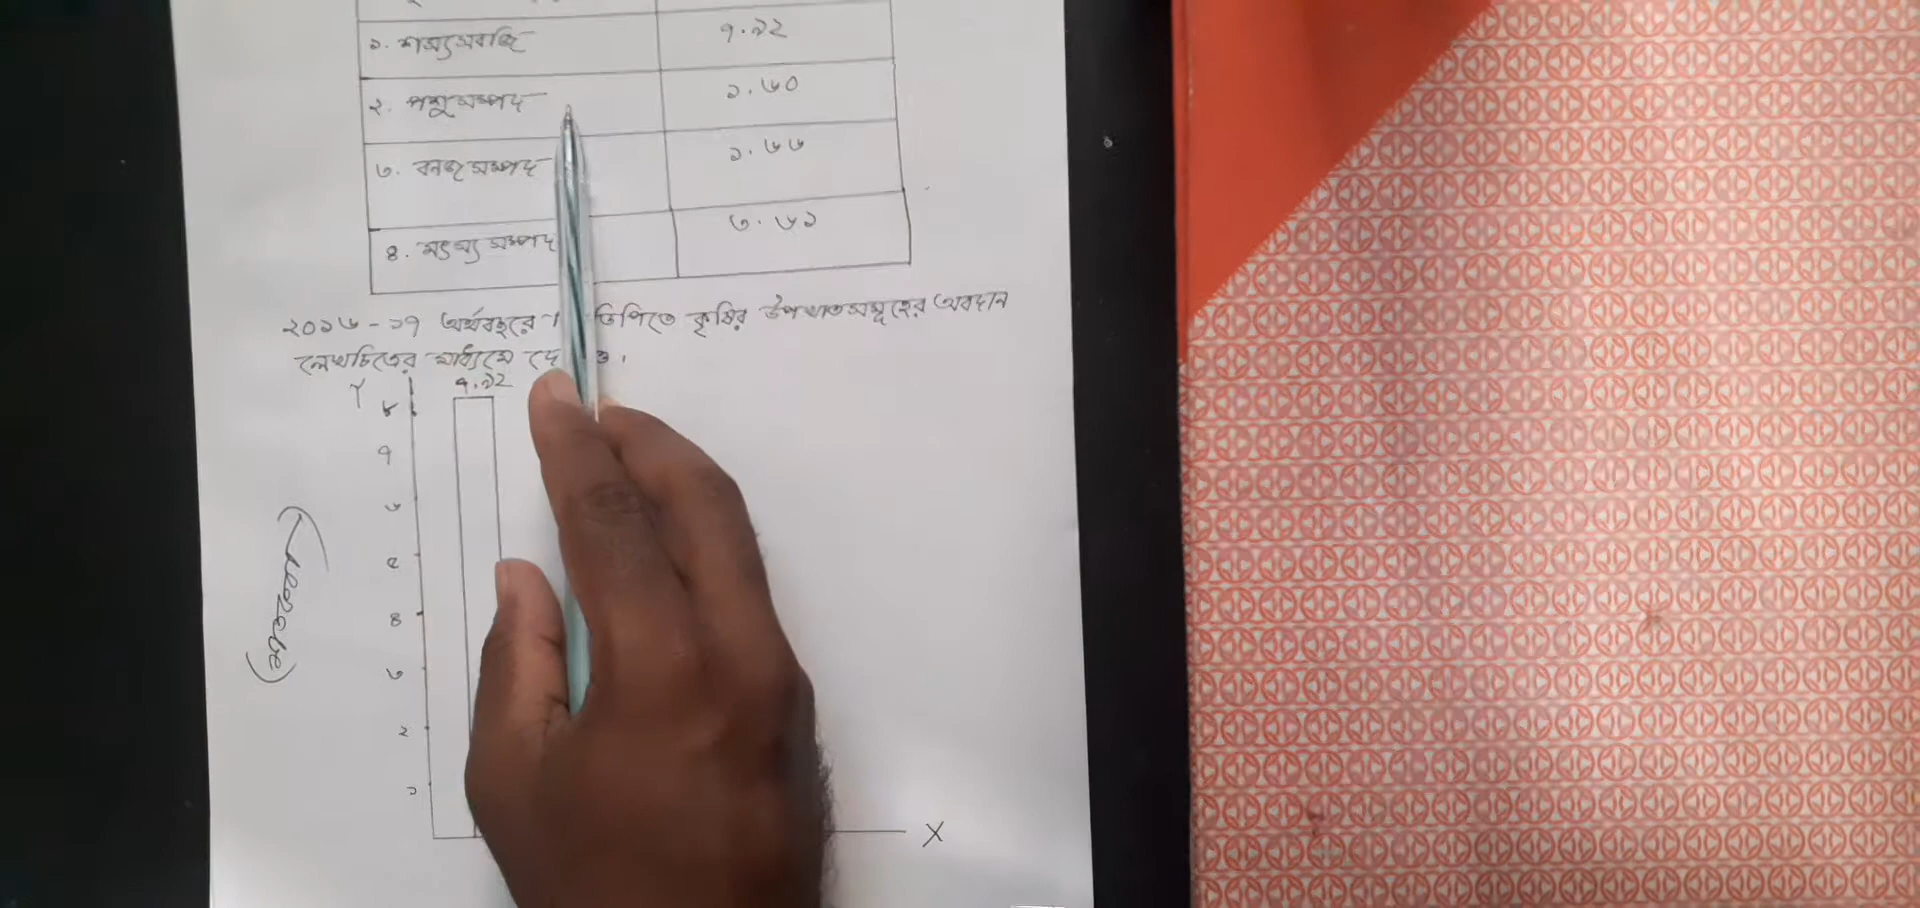 ১. শস্যসবজি ৭.৯২
২. পশুসম্পদ ১.৬০
৩. বনজসম্পদ ১.৬৬
৪. মৎস্য সম্পদ ৩.৬১
২০১৬-১৭ অর্থবছরে ডিপিতে কৃষির উপখাতসমূহের অবদান
লেখচিত্রের মাধ্যমে দে ও।
৭.৯২
Y
৮
৭
৬
৫
৪
৩
২
১
X